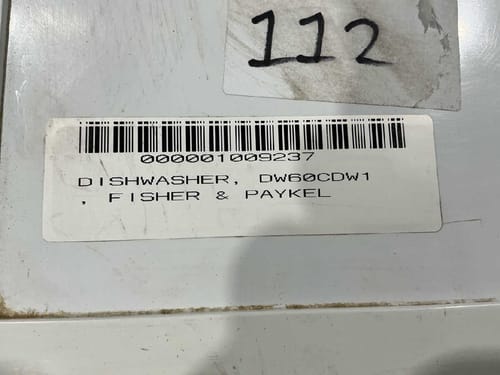 112
000001009237
DISHWASHER, DW60CDW1
, FISHER & PAYKEL